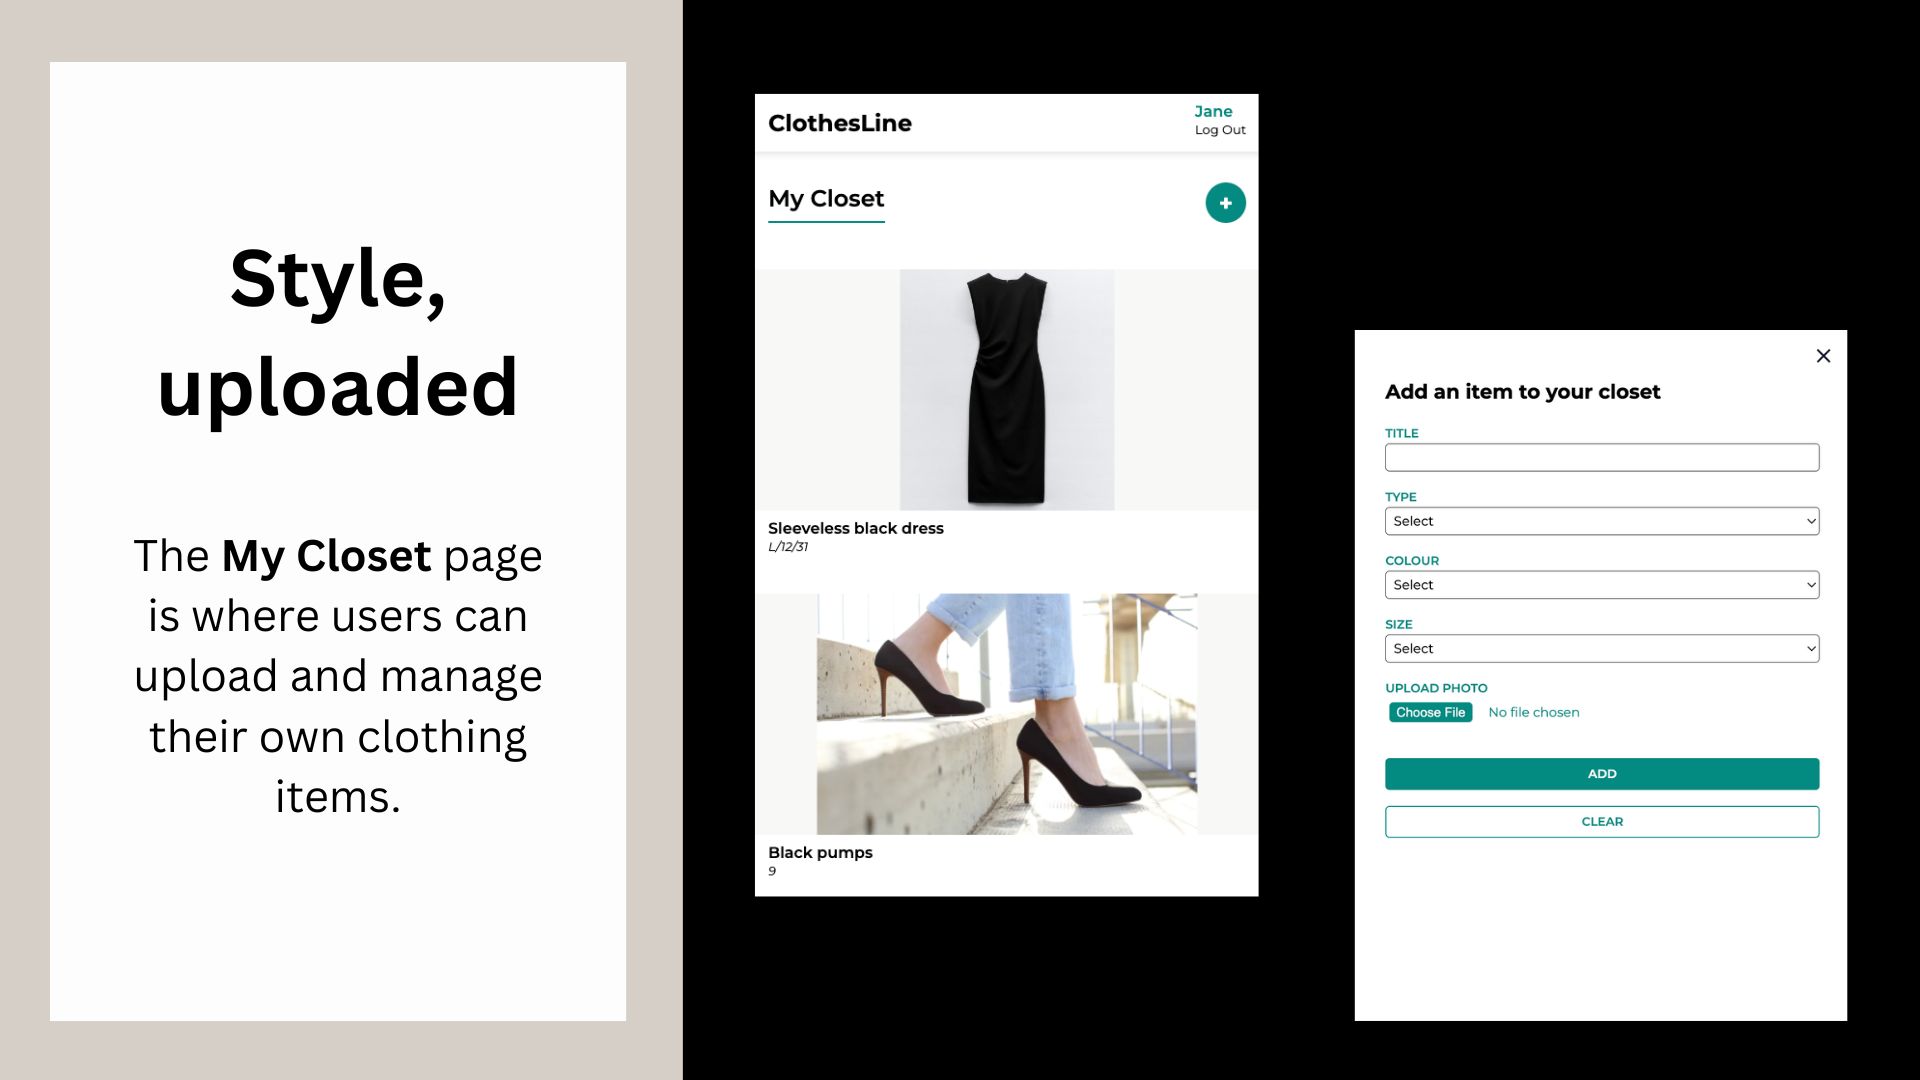 Style,
uploaded
The My Closet page
is where users can
upload and manage
their own clothing
items.
ClothesLine
Jane
Log Out
My Closet
+
Sleeveless black dress
L/12/31
Black pumps
9
Add an item to your closet
TITLE
TYPE
Select
COLOUR
Select
SIZE
Select
UPLOAD PHOTO
Choose File No file chosen
ADD
CLEAR